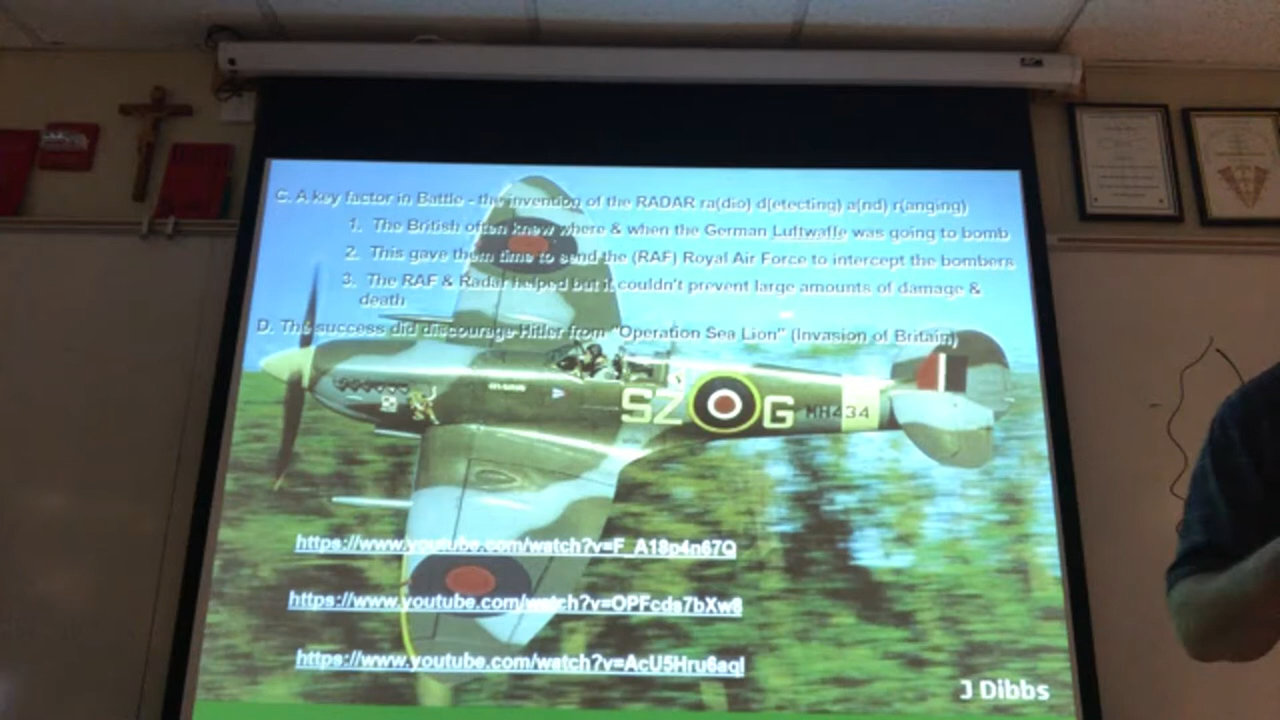 C. A key factor in Battle - the invention of the RADAR ra(dio) d(etecting) a(nd) r(anging)
1. The British often knew where & when the German Luftwaffe was going to bomb
2. This gave them time to send the (RAF) Royal Air Force to intercept the bombers
3. The RAF & Radar helped but it couldn't prevent large amounts of damage &
death
D. The success did discourage Hitler from "Operation Sea Lion" (Invasion of Britain)
SZ G MH434
https://www.youtube.com/watch?v=F_A18p4n67Q
https://www.youtube.com/watch?v=OPFcds7bXw8
https://www.youtube.com/watch?v=AcU5Hru6aqI
J Dibbs